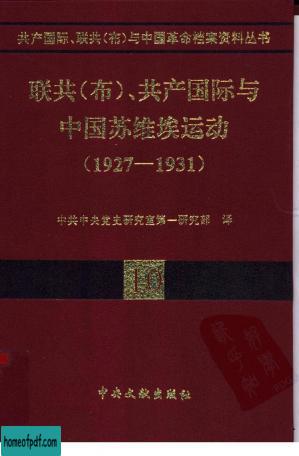 共产国际、联共(布)与中国革命档案资料丛书
联共(布)、共产国际与
中国苏维埃运动
(1927—1931)
中共中央党史研究室第一研究部 译
10
中央文献出版社
homeofpdf.com